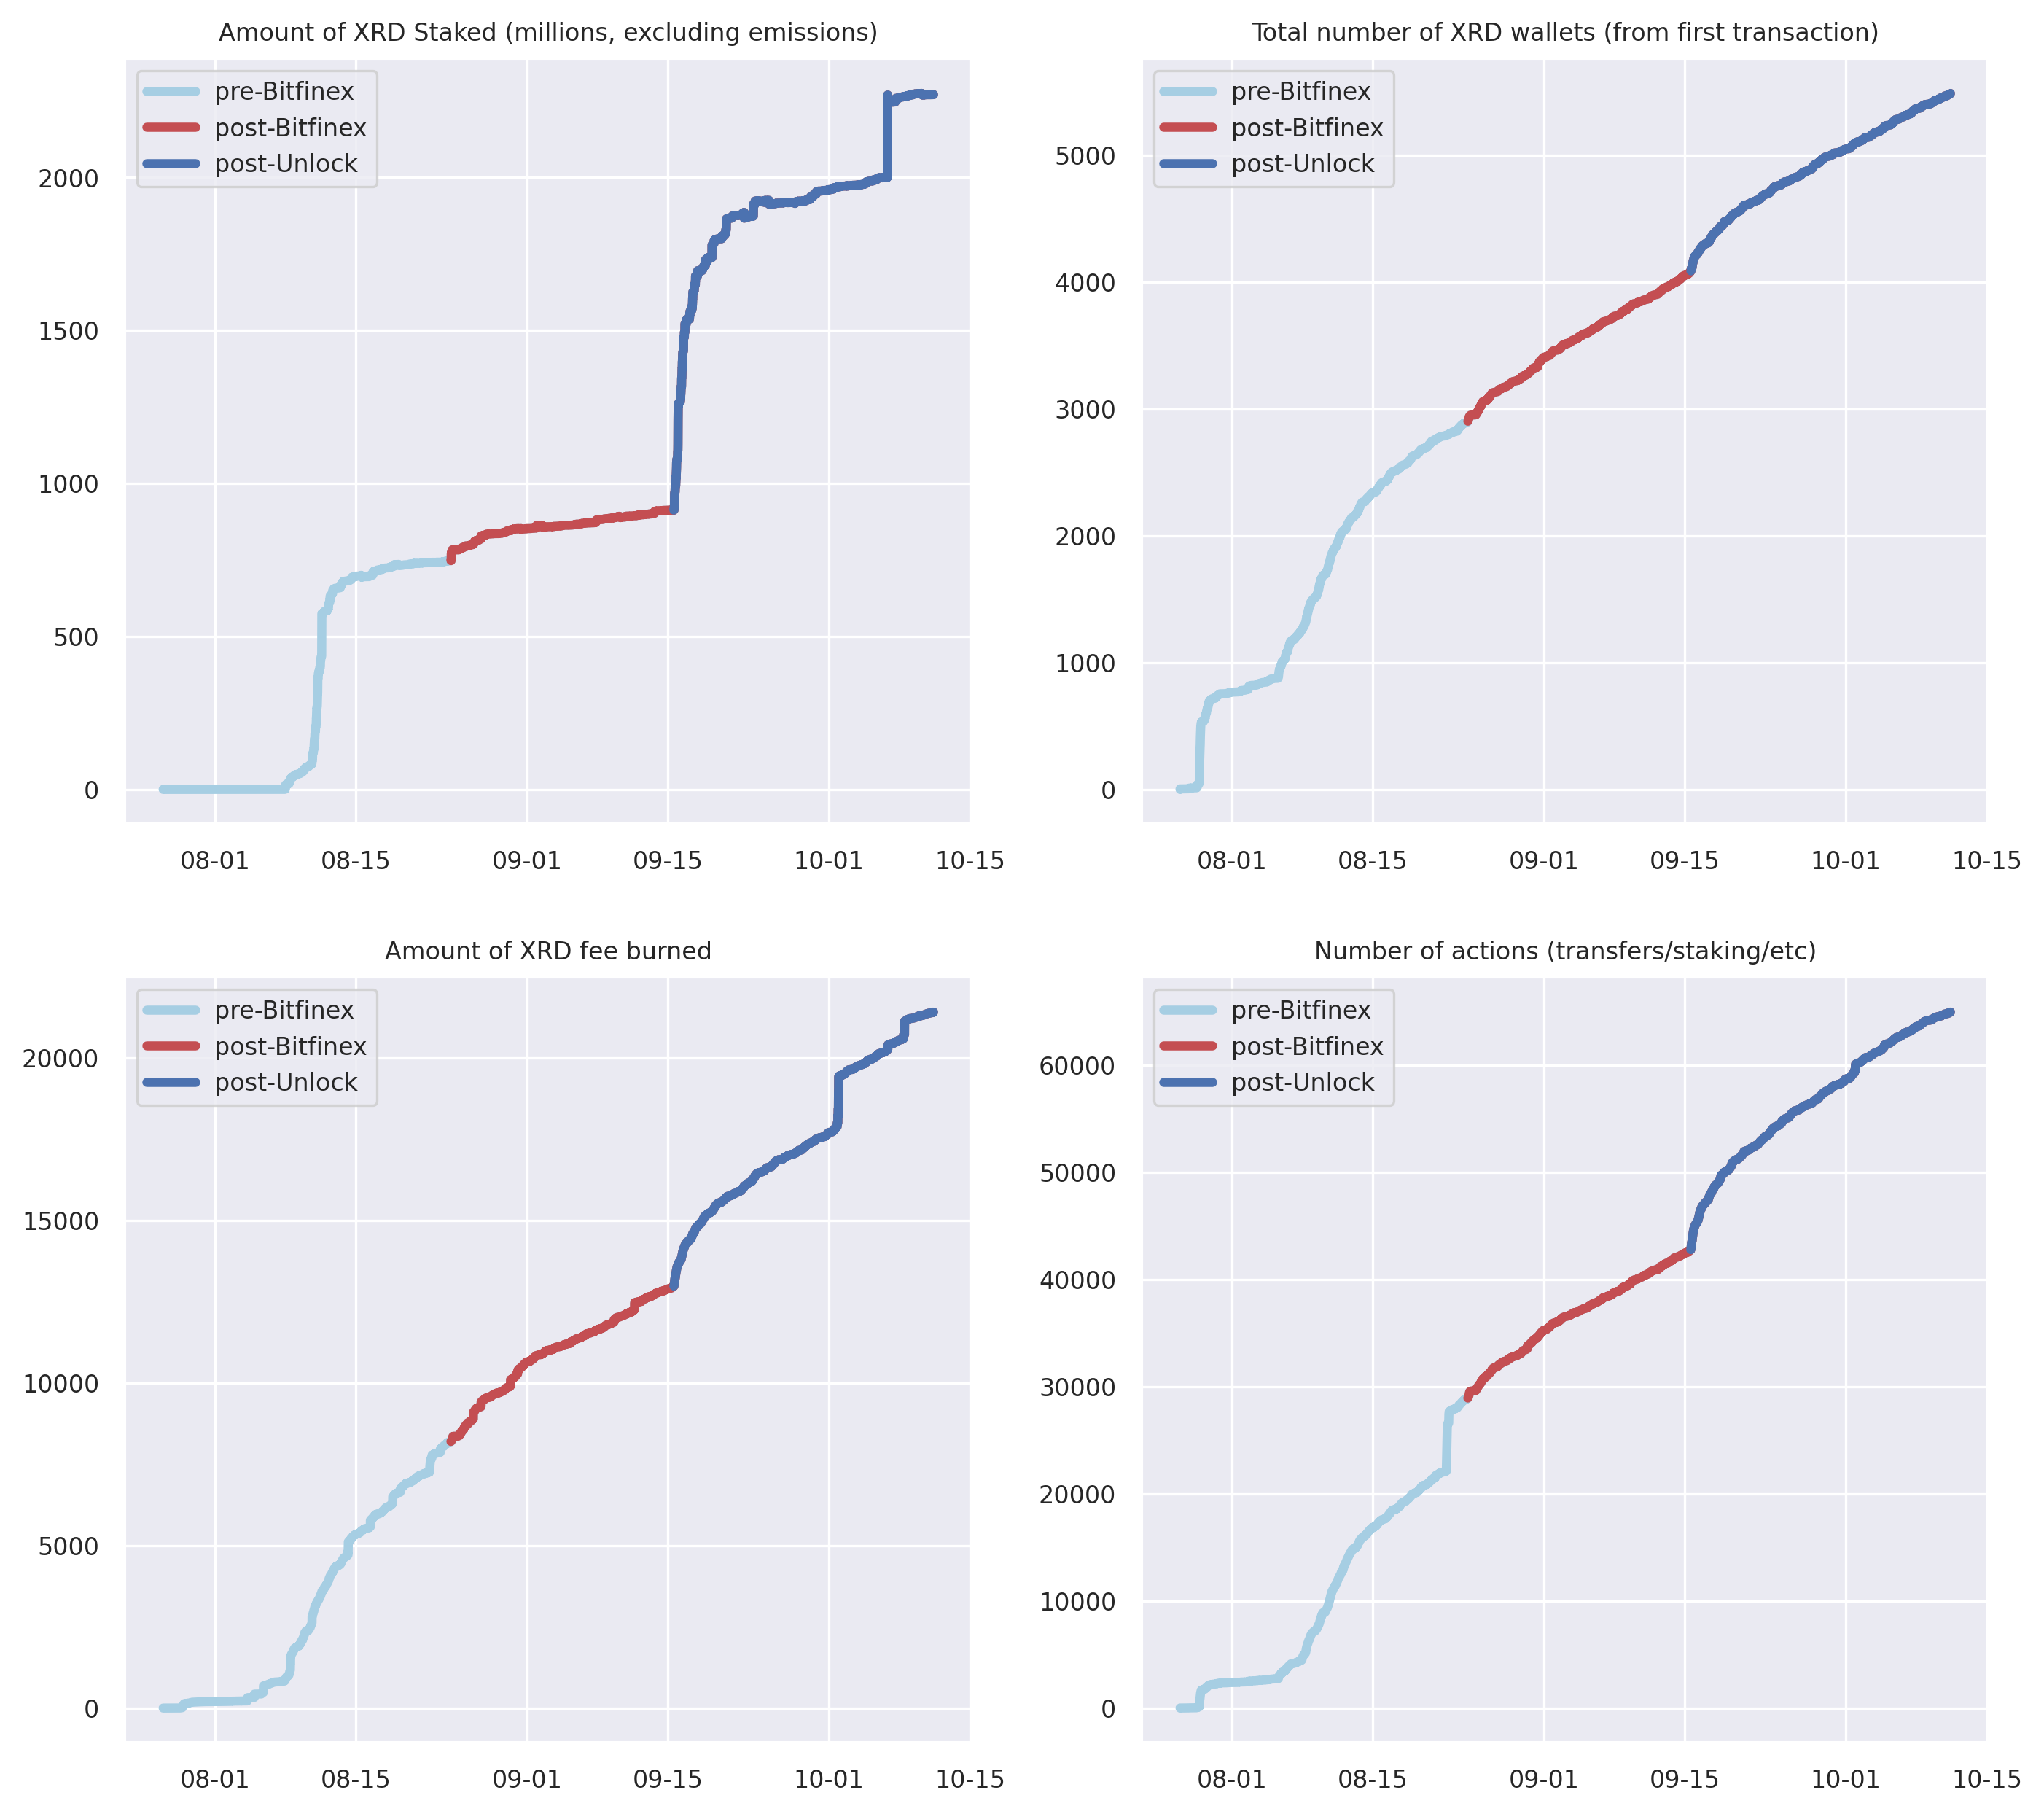 Amount of XRD Staked (millions, excluding emissions)
pre-Bitfinex
post-Bitfinex
post-Unlock
2000
1500
1000
500
0
08-01 08-15 09-01 09-15 10-01 10-15
Total number of XRD wallets (from first transaction)
pre-Bitfinex
post-Bitfinex
post-Unlock
5000
4000
3000
2000
1000
0
08-01 08-15 09-01 09-15 10-01 10-15
Amount of XRD fee burned
pre-Bitfinex
post-Bitfinex
post-Unlock
20000
15000
10000
5000
0
08-01 08-15 09-01 09-15 10-01 10-15
Number of actions (transfers/staking/etc)
pre-Bitfinex
post-Bitfinex
post-Unlock
60000
50000
40000
30000
20000
10000
0
08-01 08-15 09-01 09-15 10-01 10-15